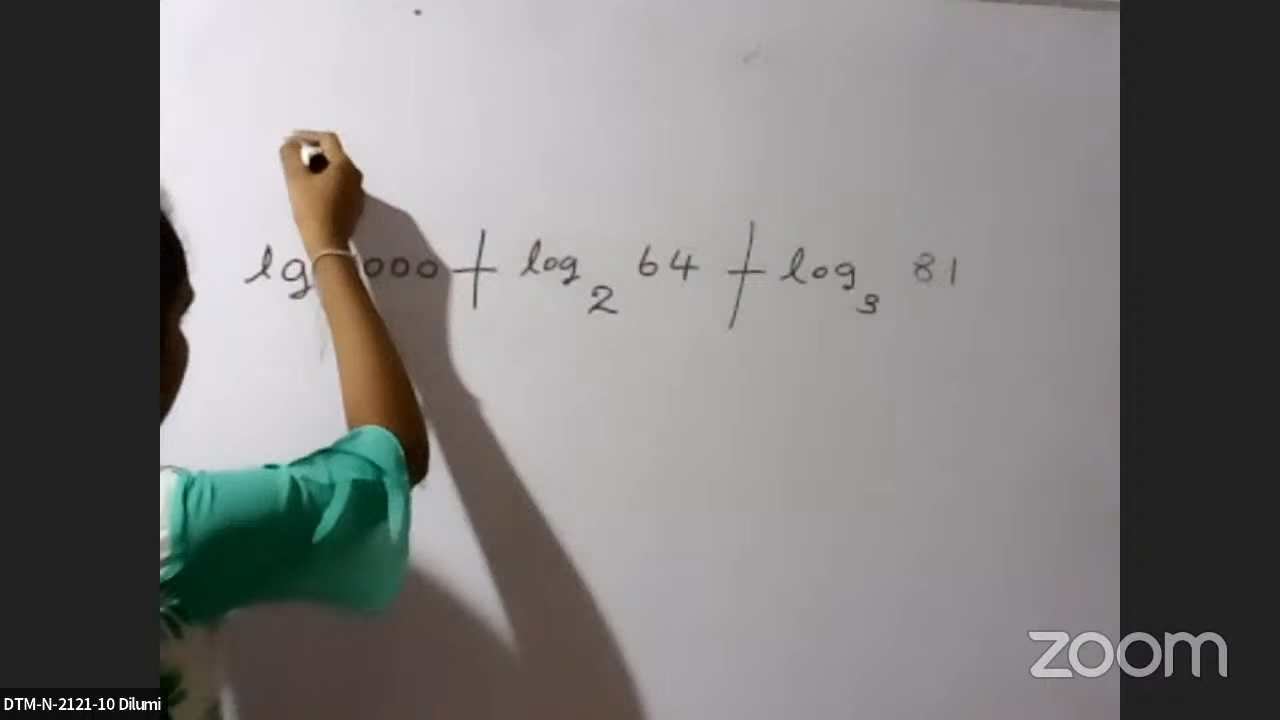 lg 000 + log₂ 64 + log₃ 81
zoom
DTM-N-2121-10 Dilumi